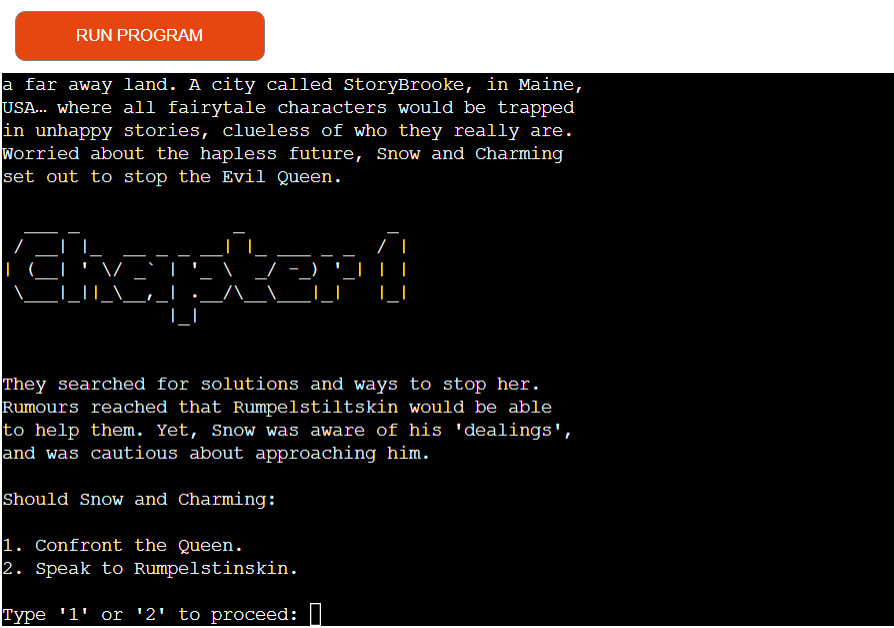 RUN PROGRAM
a far away land. A city called StoryBrooke, in Maine,
USA… where all fairytale characters would be trapped
in unhappy stories, clueless of who they really are.
Worried about the hapless future, Snow and Charming
set out to stop the Evil Queen.
Chapter 1
They searched for solutions and ways to stop her.
Rumours reached that Rumpelstiltskin would be able
to help them. Yet, Snow was aware of his 'dealings',
and was cautious about approaching him.
Should Snow and Charming:
1. Confront the Queen.
2. Speak to Rumpelstinskin.
Type '1' or '2' to proceed: